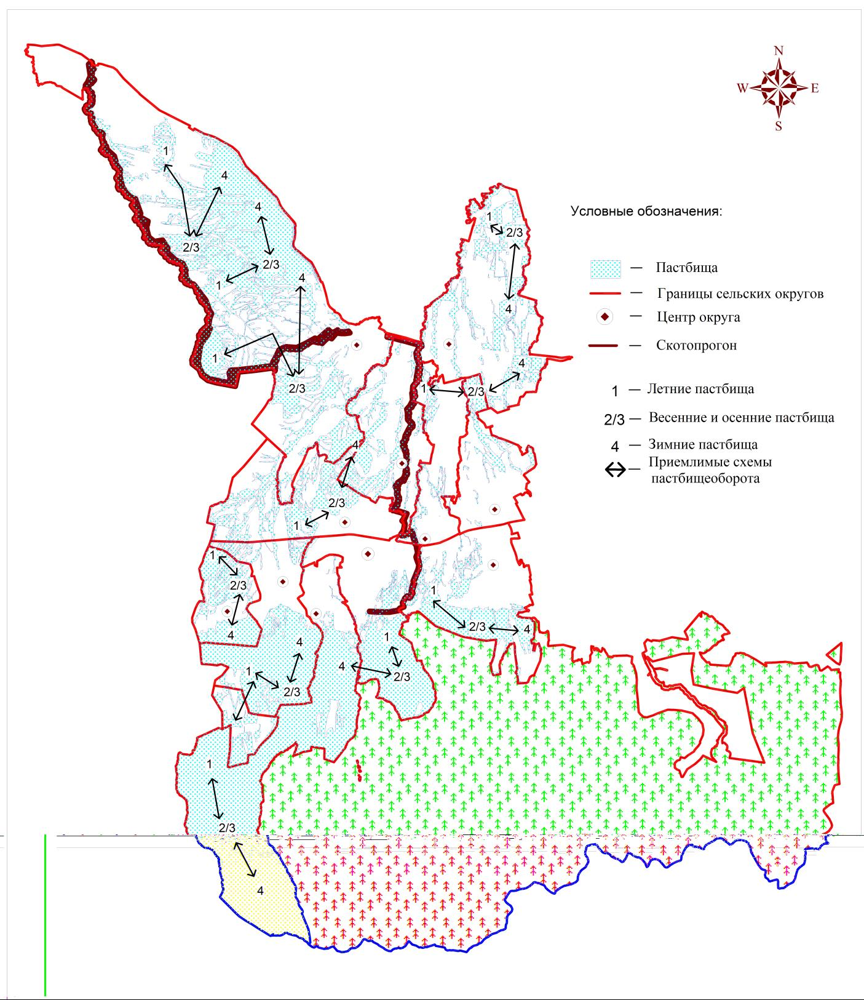 N
W E
S
1
4
4
2/3
2/3
1
4
1
2/3
1
2/3
4
4
1
2/3
4
2/3
1
1
2/3
4
1
2/3
4
1
4
1
2/3
4
2/3
1
2/3
4
Условные обозначения:
— Пастбища
— Границы сельских округов
— Центр округа
— Скотопрогон
1 — Летние пастбища
2/3 — Весенние и осенние пастбища
4 — Зимние пастбища
— Приемлимые схемы
пастбищеоборота